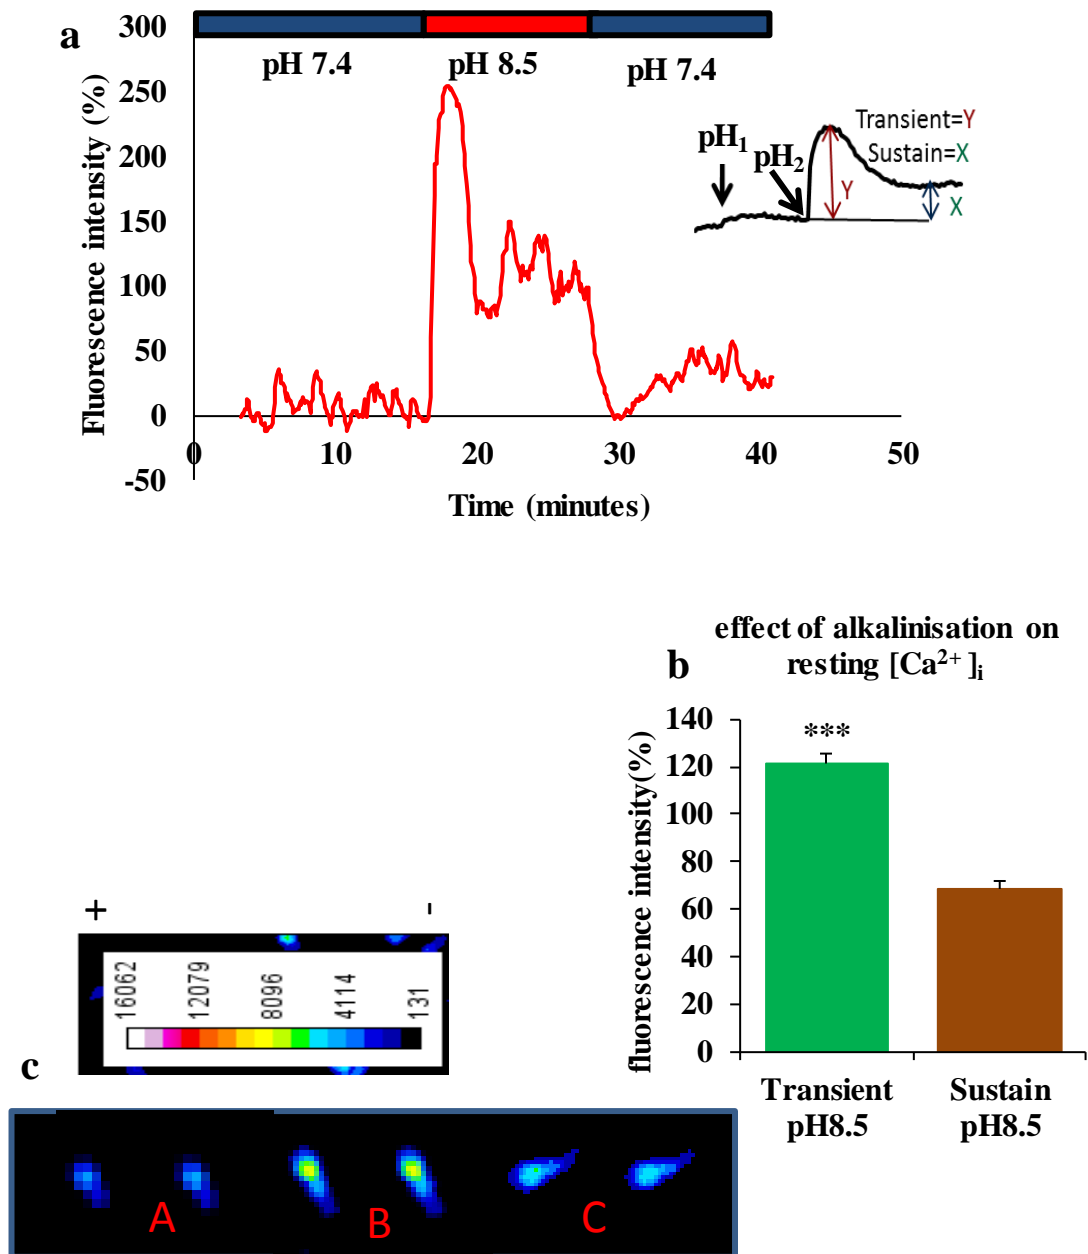 a
300
250
200
150
100
50
0
-50
Fluorescence intensity (%)
pH 7.4
pH 8.5
pH 7.4
0
10
20
30
40
50
Time (minutes)
pH₁
pH₂
Transient=Y
Sustain=X
Y
X
b
effect of alkalinisation on
resting [Ca²⁺ ]ᵢ
140
120
100
80
60
40
20
0
fluorescence intensity(%)
***
Transient
pH8.5
Sustain
pH8.5
+
-
16062
12079
8096
4114
131
c
A
B
C